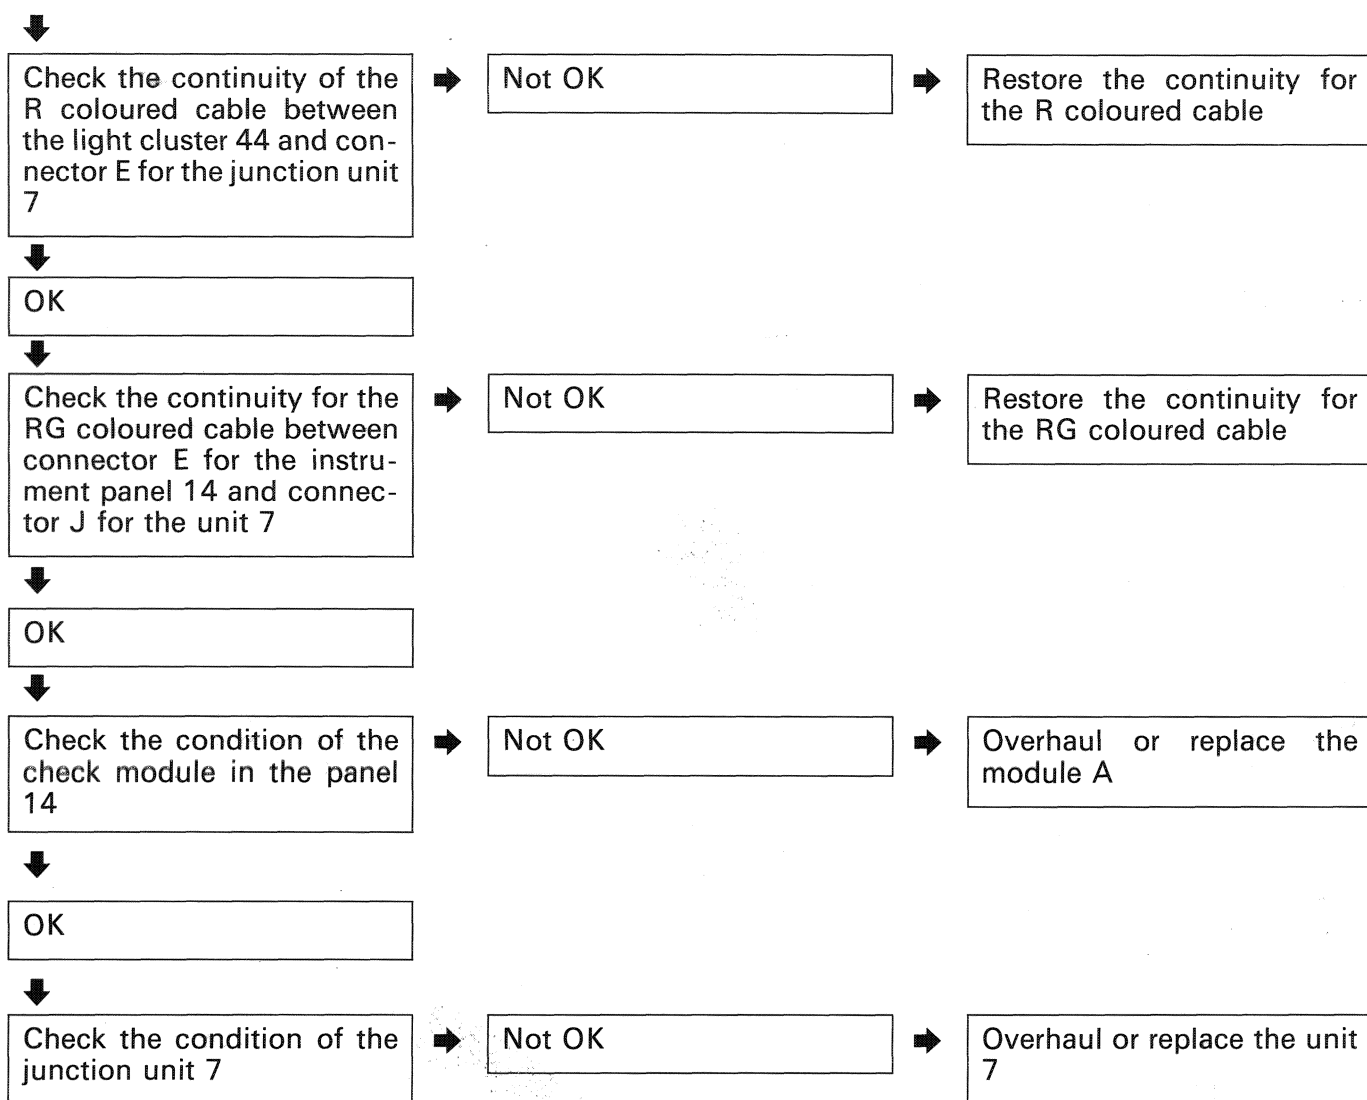 Check the continuity of the
R coloured cable between
the light cluster 44 and con-
nector E for the junction unit
7
Not OK
Restore the continuity for
the R coloured cable
OK
Check the continuity for the
RG coloured cable between
connector E for the instru-
ment panel 14 and connec-
tor J for the unit 7
Not OK
Restore the continuity for
the RG coloured cable
OK
Check the condition of the
check module in the panel
14
Not OK
Overhaul or replace the
module A
OK
Check the condition of the
junction unit 7
Not OK
Overhaul or replace the unit
7